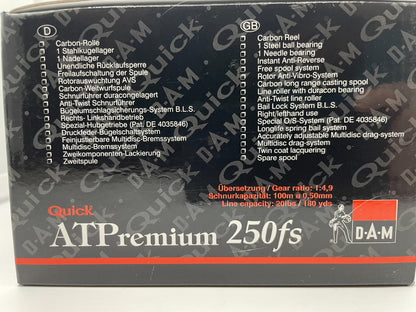 D
Carbon-Rolle
1 Stahlkugellager
1 Nadellager
Unendliche Rücklaufsperre
Freilaufschaltung der Spule
Rotorauswuchtung AVS
Carbon-Weitwurfspule
Schnurführer duracongelagert
Anti-Twist Schnurführer
Bügelumschlagsicherungs-System B.L.S.
Rechts- Linkshandbetrieb
Spezial-Hubgetriebe (Pat. DE 4035846)
Druckfeder-Bügelschaltsystem
Feinjustierbare Multidisc-Bremssystem
Multidisc-Bremssystem
Zweikomponenten-Lackierung
Zweitspule
GB
Carbon Reel
1 Steel ball bearing
1 Needle bearing
Instant Anti-Reverse
Free spool system
Rotor Anti-Vibro-System
Carbon long range casting spool
Line roller with duracon bearing
Anti-Twist line roller
Bail Lock System B.L.S.
Right/lefthand use
Special O/S-System (Pat. DE 4035846)
Longlife spring bail system
Accurately adjustable Multidisc drag-system
Multidisc drag-system
Twin coat lacquering
Spare spool
Übersetzung / Gear ratio: 1:4,9
Schnurkapazität: 100m ø 0,50mm
Line capacity: 20lbs / 180 yds
Quick
ATPremium 250fs
D·A·M